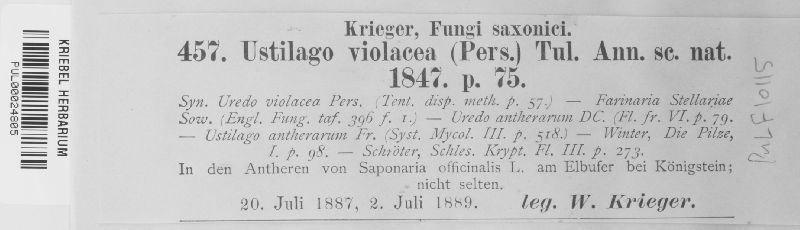 Krieger, Fungi saxonici.
457. Ustilago violacea (Pers.) Tul. Ann. sc. nat.
1847. p. 75.
Syn. Uredo violacea Pers. (Tent. disp. meth. p. 57.) — Farinaria Stellariae
Sow. (Engl. Fung. taf. 396 f. 1.) — Uredo antherarum DC. (Fl. fr. VI. p. 79.
— Ustilago antherarum Fr. (Syst. Mycol. III. p. 518.) — Winter, Die Pilze,
I. p. 98. — Schröter, Schles. Krypt. Fl. III. p. 273.
In den Antheren von Saponaria officinalis L. am Elbufer bei Königstein;
nicht selten.
20. Juli 1887, 2. Juli 1889. leg. W. Krieger.
KRIEBEL HERBARIUM
PUL00024805
PulF10115